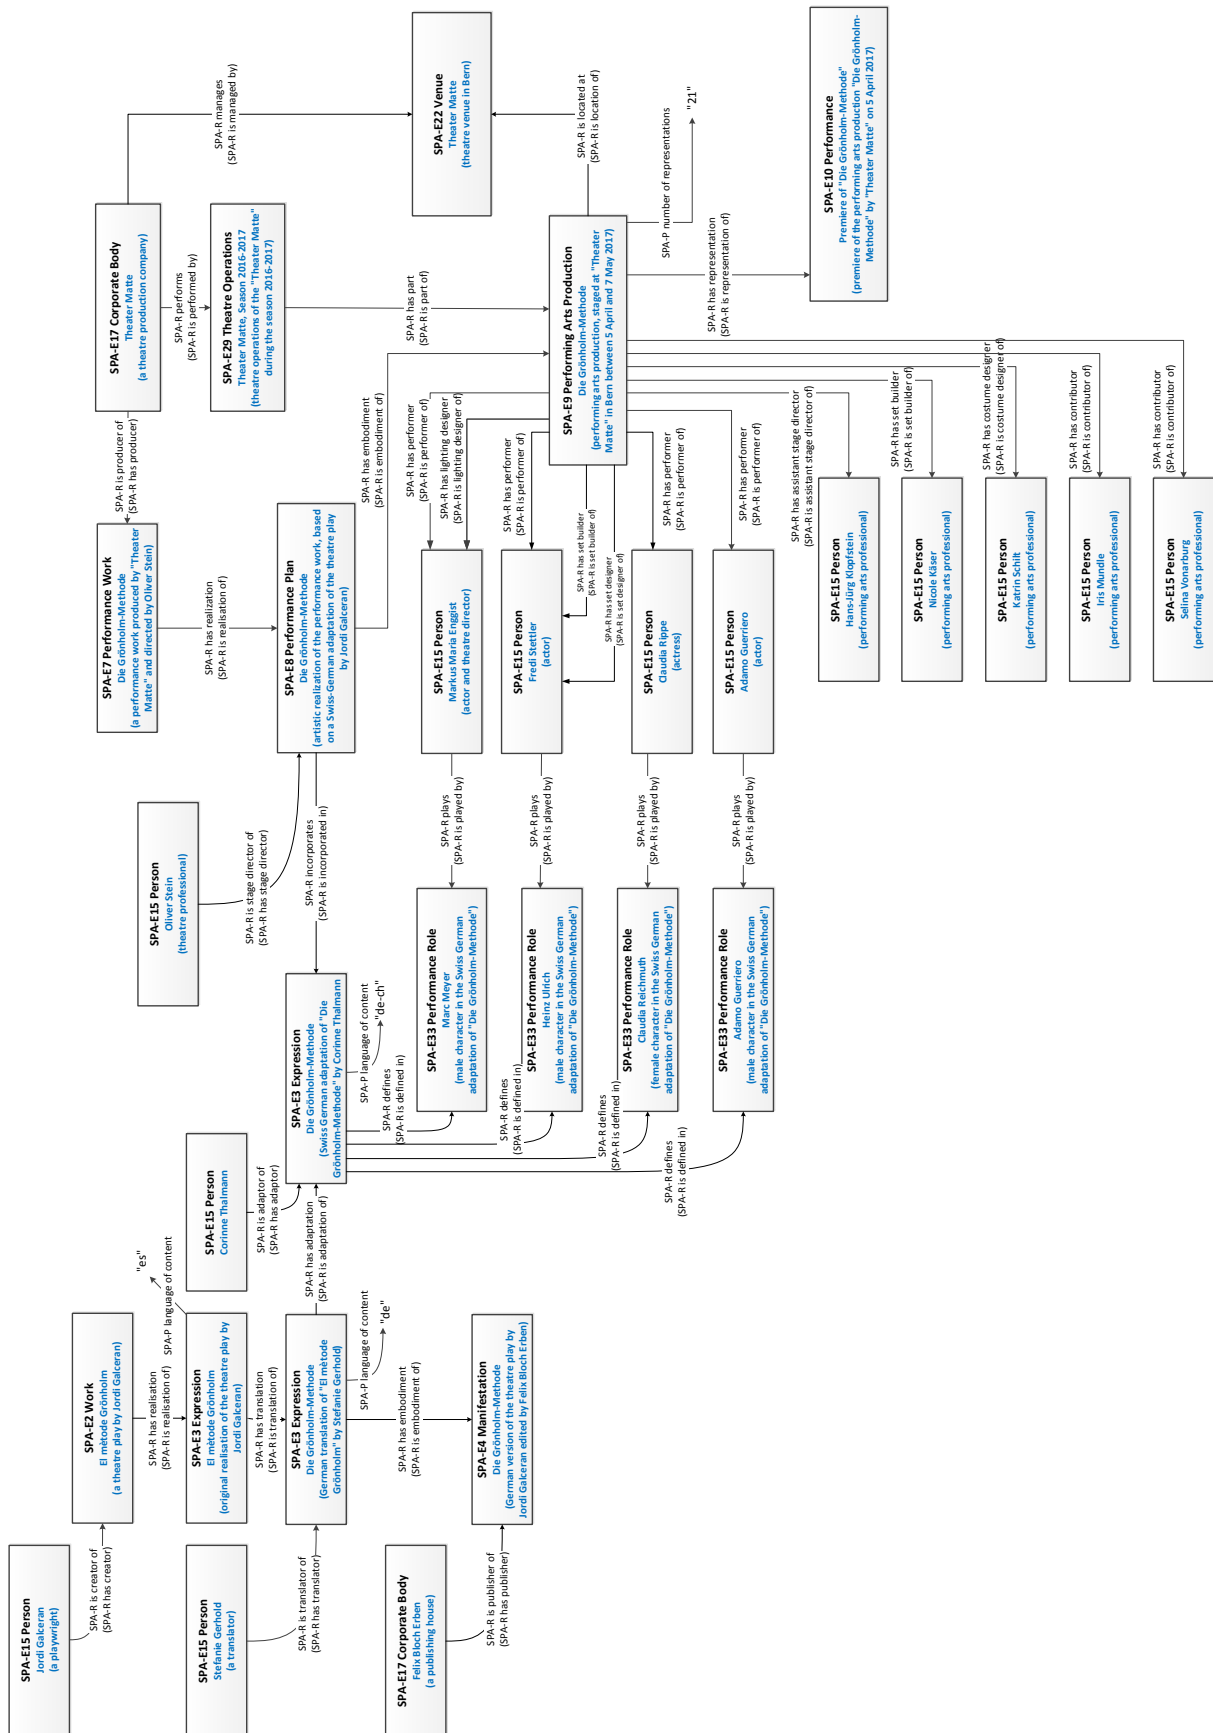 SPA-E15 Person
Jordi Galceran
(a playwright)
SPA-R is creator of
(SPA-R has creator)
SPA-E2 Work
El mètode Grönholm
(a theatre play by Jordi Galceran)
SPA-R has realisation
(SPA-R is realisation of)
SPA-E3 Expression
El mètode Grönholm
(original realisation of the theatre play by
Jordi Galceran)
SPA-P language of content
"es"
SPA-R has translation
(SPA-R is translation of)
SPA-E15 Person
Stefanie Gerhold
(a translator)
SPA-R is translator of
(SPA-R has translator)
SPA-E3 Expression
Die Grönholm-Methode
(German translation of "El mètode
Grönholm" by Stefanie Gerhold)
SPA-P language of content
"de"
SPA-R has embodiment
(SPA-R is embodiment of)
SPA-E17 Corporate Body
Felix Bloch Erben
(a publishing house)
SPA-R is publisher of
(SPA-R has publisher)
SPA-E4 Manifestation
Die Grönholm-Methode
(German version of the theatre play by
Jordi Galceran edited by Felix Bloch Erben)
SPA-R has adaptation
(SPA-R is adaptation of)
SPA-E15 Person
Corinne Thalmann
SPA-R is adaptor of
(SPA-R has adaptor)
SPA-E3 Expression
Die Grönholm-Methode
(Swiss German adaptation of "Die
Grönholm-Methode" by Corinne Thalmann
SPA-P language of content
"de-ch"
SPA-R defines
(SPA-R is defined in)
SPA-E33 Performance Role
Marc Meyer
(male character in the Swiss German
adaptation of "Die Grönholm-Methode")
SPA-R defines
(SPA-R is defined in)
SPA-E33 Performance Role
Heinz Ulrich
(male character in the Swiss German
adaptation of "Die Grönholm-Methode")
SPA-R defines
(SPA-R is defined in)
SPA-E33 Performance Role
Claudia Reichmuth
(female character in the Swiss German
adaptation of "Die Grönholm-Methode")
SPA-R defines
(SPA-R is defined in)
SPA-E33 Performance Role
Adamo Guerriero
(male character in the Swiss German
adaptation of "Die Grönholm-Methode")
SPA-E15 Person
Oliver Stein
(theatre professional)
SPA-R is stage director of
(SPA-R has stage director)
SPA-R incorporates
(SPA-R is incorporated in)
SPA-R plays
(SPA-R is played by)
SPA-R plays
(SPA-R is played by)
SPA-R plays
(SPA-R is played by)
SPA-R plays
(SPA-R is played by)
SPA-E7 Performance Work
Die Grönholm-Methode
(a performance work produced by "Theater
Matte" and directed by Oliver Stein)
SPA-R has realization
(SPA-R is realisation of)
SPA-E8 Performance Plan
Die Grönholm-Methode
(artistic realization of the performance work, based
on a Swiss-German adaptation of the theatre play
by Jordi Galceran)
SPA-R has embodiment
(SPA-R is embodiment of)
SPA-E15 Person
Markus Maria Enggist
(actor and theatre director)
SPA-E15 Person
Fredi Stettler
(actor)
SPA-E15 Person
Claudia Rippe
(actress)
SPA-E15 Person
Adamo Guerriero
(actor)
SPA-R has performer
(SPA-R is performer of)
SPA-R has lighting designer
(SPA-R is lighting designer of)
SPA-R has performer
(SPA-R is performer of)
SPA-R has set builder
(SPA-R is set builder of)
SPA-R has set designer
(SPA-R is set designer of)
SPA-R has performer
(SPA-R is performer of)
SPA-R has performer
(SPA-R is performer of)
SPA-R is producer of
(SPA-R has producer)
SPA-E17 Corporate Body
Theater Matte
(a theatre production company)
SPA-R performs
(SPA-R is performed by)
SPA-E29 Theatre Operations
Theater Matte, Season 2016-2017
(theatre operations of the "Theater Matte"
during the season 2016-2017)
SPA-R has part
(SPA-R is part of)
SPA-R manages
(SPA-R is managed by)
SPA-E22 Venue
Theater Matte
(theatre venue in Bern)
SPA-R is located at
(SPA-R is location of)
SPA-E9 Performing Arts Production
Die Grönholm-Methode
(performing arts production, staged at "Theater
Matte" in Bern between 5 April and 7 May 2017)
SPA-P number of representations
"21"
SPA-R has representation
(SPA-R is representation of)
SPA-E10 Performance
Premiere of "Die Grönholm-Methode"
(premiere of the performing arts production "Die Grönholm-
Methode" by "Theater Matte" on 5 April 2017)
SPA-R has assistant stage director
(SPA-R is assistant stage director of)
SPA-E15 Person
Hans-Jürg Klopfstein
(performing arts professional)
SPA-R has set builder
(SPA-R is set builder of)
SPA-E15 Person
Nicole Käser
(performing arts professional)
SPA-R has costume designer
(SPA-R is costume designer of)
SPA-E15 Person
Katrin Schilt
(performing arts professional)
SPA-R has contributor
(SPA-R is contributor of)
SPA-E15 Person
Iris Mundle
(performing arts professional)
SPA-R has contributor
(SPA-R is contributor of)
SPA-E15 Person
Selina Vonarburg
(performing arts professional)